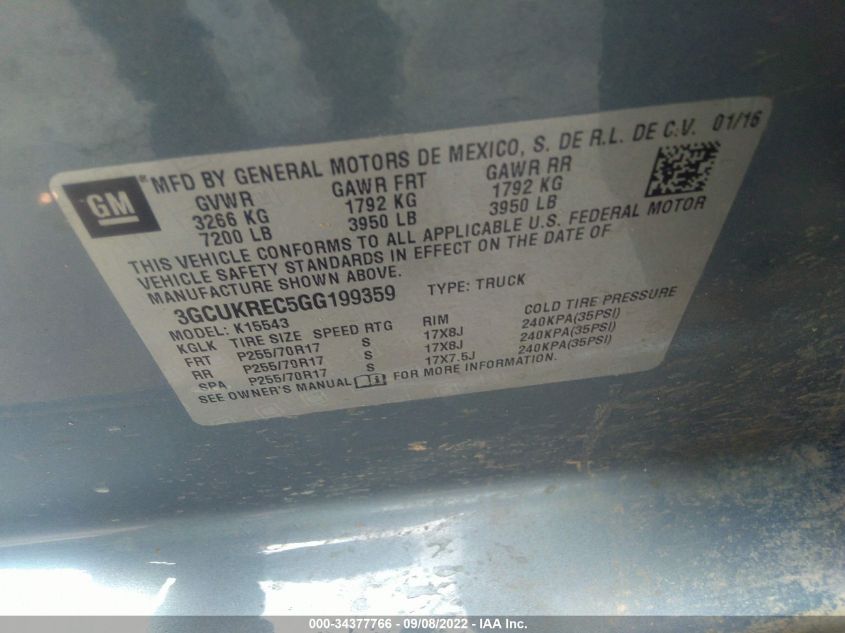 GM
MFD BY GENERAL MOTORS DE MEXICO, S. DE R.L. DE C.V. 01/16
GVWR GAWR FRT GAWR RR
3266 KG 1792 KG 1792 KG
7200 LB 3950 LB 3950 LB
THIS VEHICLE CONFORMS TO ALL APPLICABLE U.S. FEDERAL MOTOR
VEHICLE SAFETY STANDARDS IN EFFECT ON THE DATE OF
MANUFACTURE SHOWN ABOVE.
3GCUKREC5GG199359 TYPE: TRUCK
MODEL: K15543
KGLK TIRE SIZE SPEED RTG RIM COLD TIRE PRESSURE
FRT P255/70R17 S 17X8J 240KPA(35PSI)
RR P255/70R17 S 17X8J 240KPA(35PSI)
SPA P255/70R17 S 17X7.5J 240KPA(35PSI)
SEE OWNER'S MANUAL FOR MORE INFORMATION.
000-34377766 - 09/08/2022 - IAA Inc.